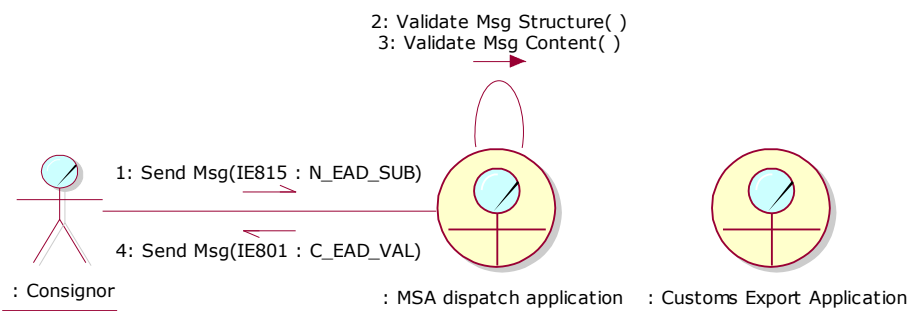 2: Validate Msg Structure( )
3: Validate Msg Content( )
1: Send Msg(IE815 : N_EAD_SUB)
4: Send Msg(IE801 : C_EAD_VAL)
: Consignor
: MSA dispatch application
: Customs Export Application